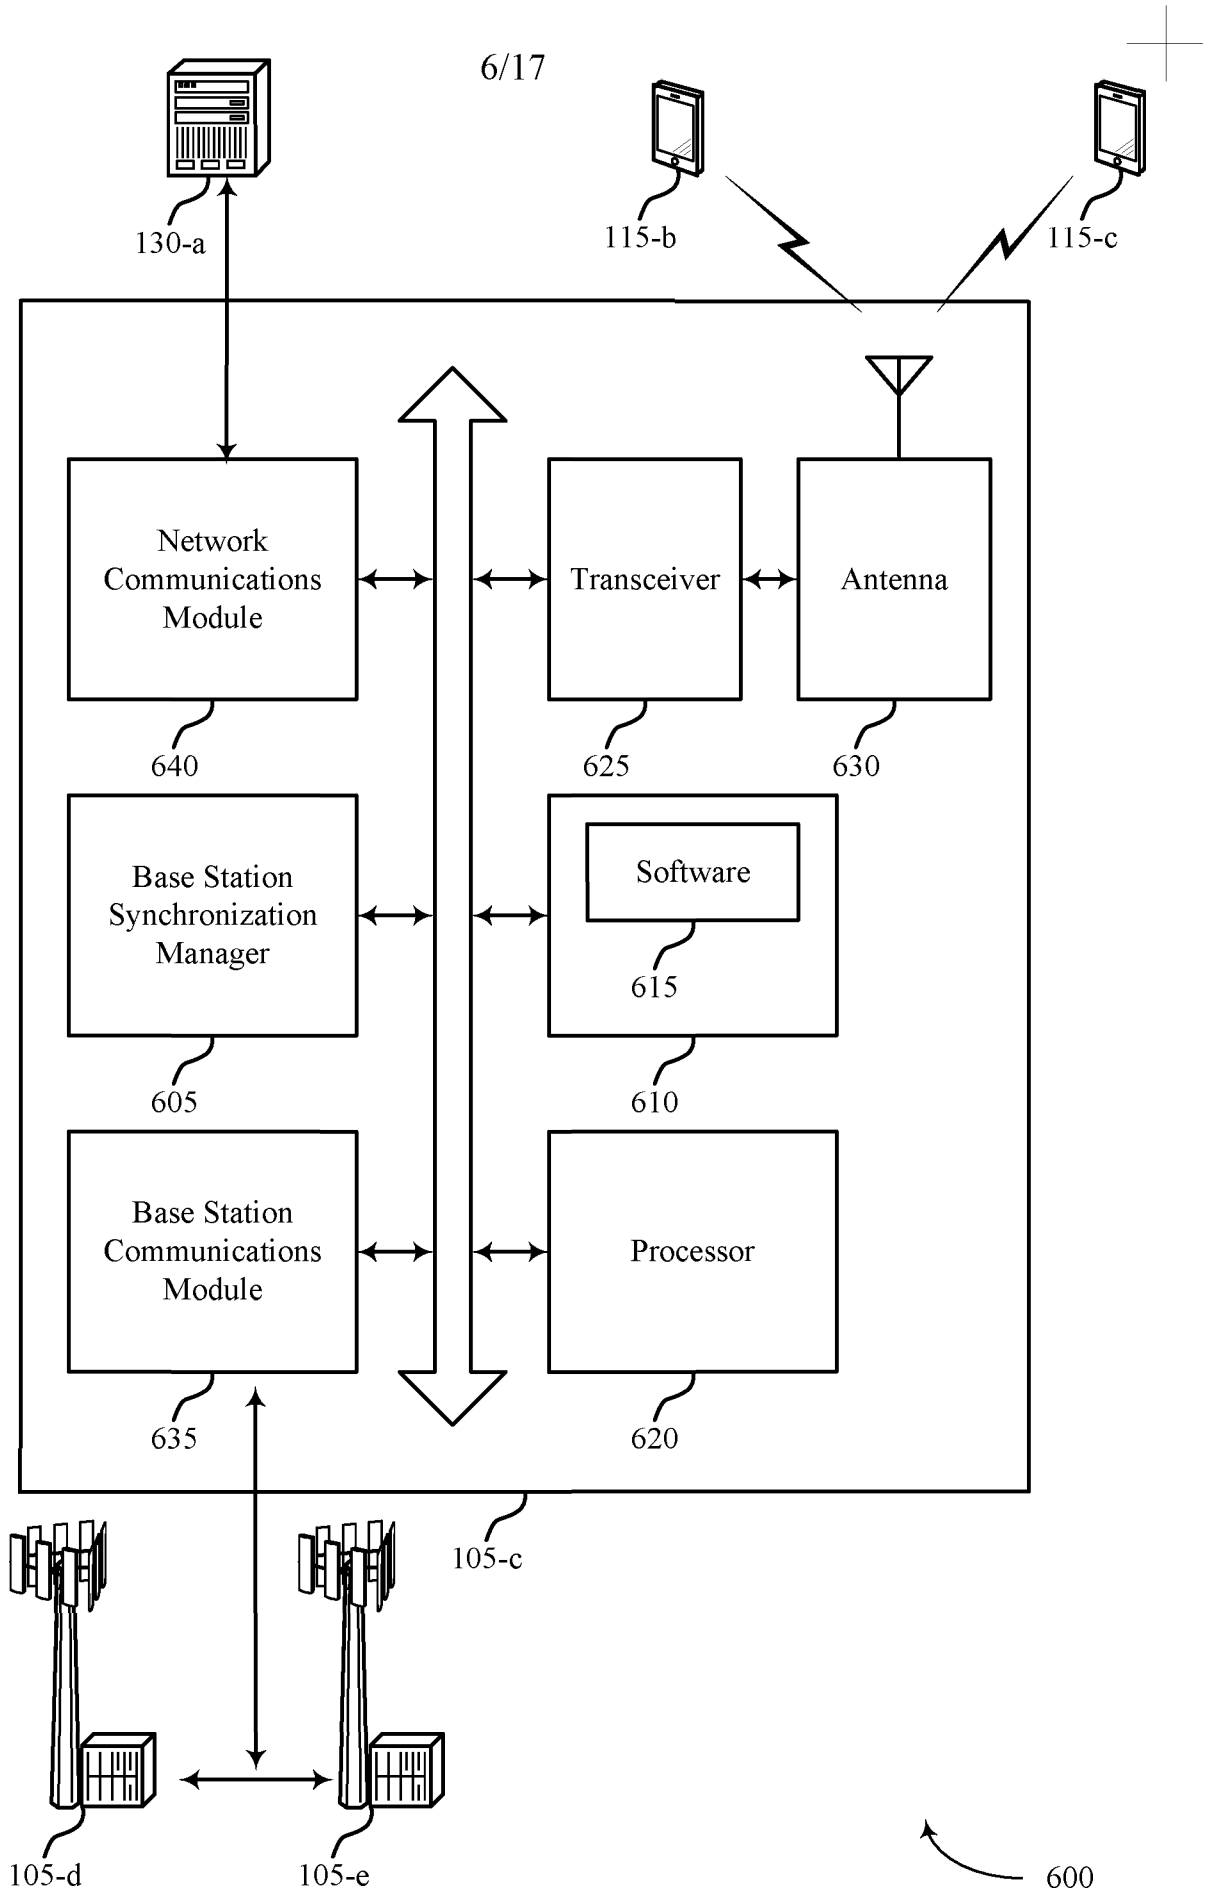 6/17
130-a
115-b
115-c
Network
Communications
Module
Transceiver
Antenna
640
625
630
Base Station
Synchronization
Manager
Software
615
605
610
Base Station
Communications
Module
Processor
635
620
105-c
105-d
105-e
600